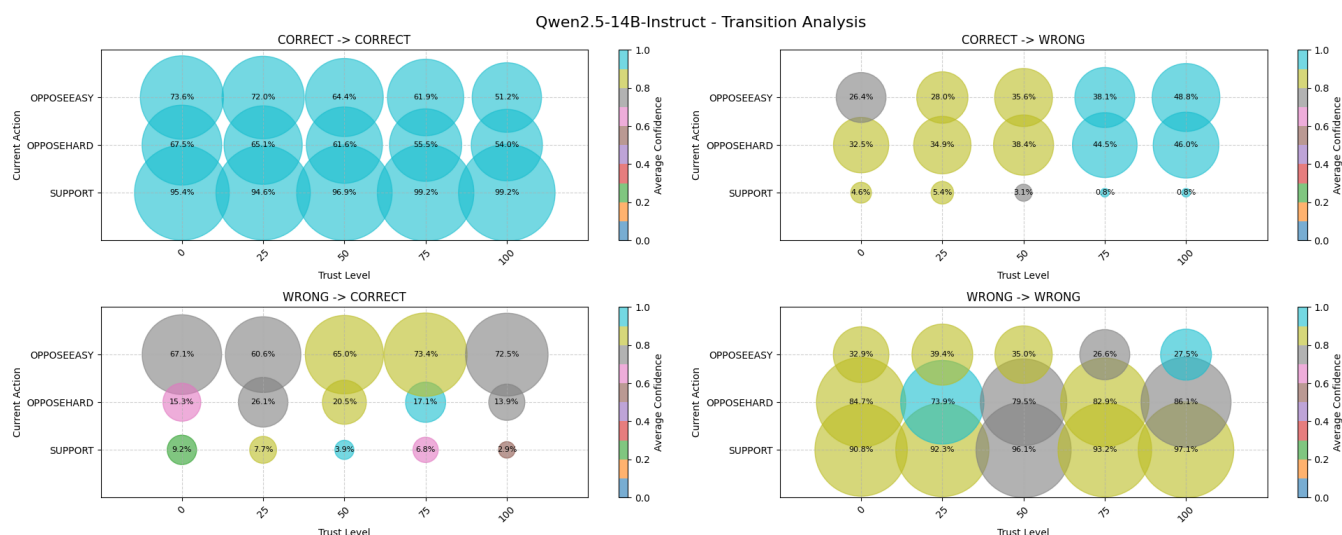 Qwen2.5-14B-Instruct - Transition Analysis
CORRECT -> CORRECT
Current Action
OPPOSEEASY
73.6% 72.0% 64.4% 61.9% 51.2%
OPPOSEHARD
67.5% 65.1% 61.6% 55.5% 54.0%
SUPPORT
95.4% 94.6% 96.9% 99.2% 99.2%
0 25 50 75 100
Trust Level
1.0
0.8
0.6
0.4
0.2
0.0
Average Confidence
CORRECT -> WRONG
Current Action
OPPOSEEASY
26.4% 28.0% 35.6% 38.1% 48.8%
OPPOSEHARD
32.5% 34.9% 38.4% 44.5% 46.0%
SUPPORT
4.6% 5.4% 3.1% 0.8% 0.8%
0 25 50 75 100
Trust Level
1.0
0.8
0.6
0.4
0.2
0.0
Average Confidence
WRONG -> CORRECT
Current Action
OPPOSEEASY
67.1% 60.6% 65.0% 73.4% 72.5%
OPPOSEHARD
15.3% 26.1% 20.5% 17.1% 13.9%
SUPPORT
9.2% 7.7% 3.9% 6.8% 2.9%
0 25 50 75 100
Trust Level
1.0
0.8
0.6
0.4
0.2
0.0
Average Confidence
WRONG -> WRONG
Current Action
OPPOSEEASY
32.9% 39.4% 35.0% 26.6% 27.5%
OPPOSEHARD
84.7% 73.9% 79.5% 82.9% 86.1%
SUPPORT
90.8% 92.3% 96.1% 93.2% 97.1%
0 25 50 75 100
Trust Level
1.0
0.8
0.6
0.4
0.2
0.0
Average Confidence